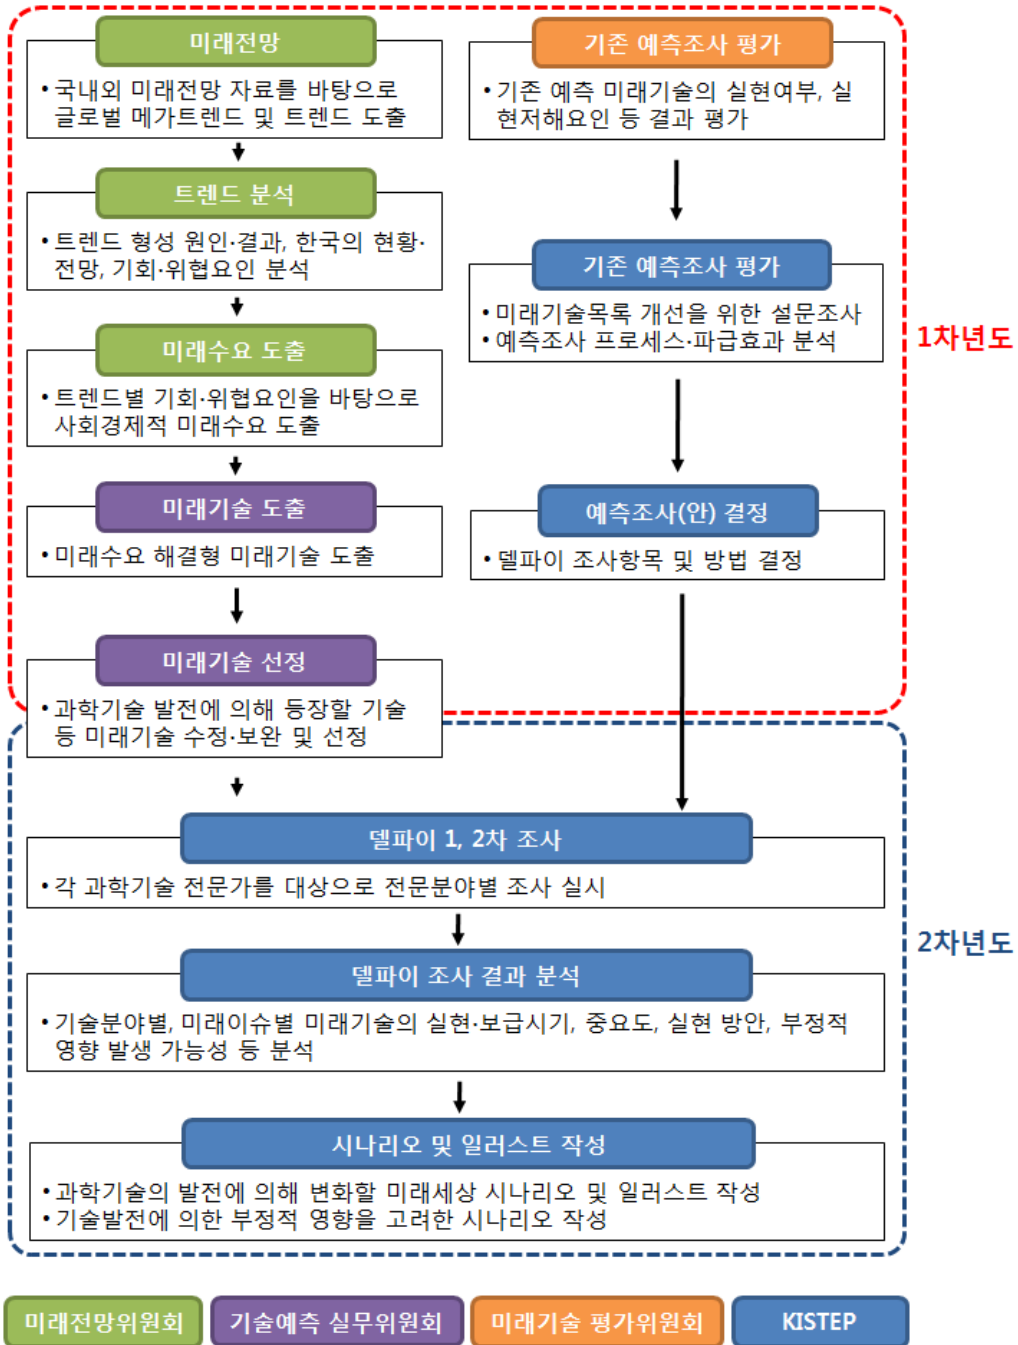 미래전망
• 국내외 미래전망 자료를 바탕으로
글로벌 메가트렌드 및 트렌드 도출
트렌드 분석
• 트렌드 형성 원인·결과, 한국의 현황·
전망, 기회·위협요인 분석
미래수요 도출
• 트렌드별 기회·위협요인을 바탕으로
사회경제적 미래수요 도출
미래기술 도출
• 미래수요 해결형 미래기술 도출
미래기술 선정
• 과학기술 발전에 의해 등장할 기술
등 미래기술 수정·보완 및 선정
기존 예측조사 평가
• 기존 예측 미래기술의 실현여부, 실
현저해요인 등 결과 평가
기존 예측조사 평가
• 미래기술목록 개선을 위한 설문조사
• 예측조사 프로세스·파급효과 분석
예측조사(안) 결정
• 델파이 조사항목 및 방법 결정
1차년도
델파이 1, 2차 조사
• 각 과학기술 전문가를 대상으로 전문분야별 조사 실시
델파이 조사 결과 분석
• 기술분야별, 미래이슈별 미래기술의 실현·보급시기, 중요도, 실현 방안, 부정적
영향 발생 가능성 등 분석
시나리오 및 일러스트 작성
• 과학기술의 발전에 의해 변화할 미래세상 시나리오 및 일러스트 작성
• 기술발전에 의한 부정적 영향을 고려한 시나리오 작성
2차년도
미래전망위원회
기술예측 실무위원회
미래기술 평가위원회
KISTEP